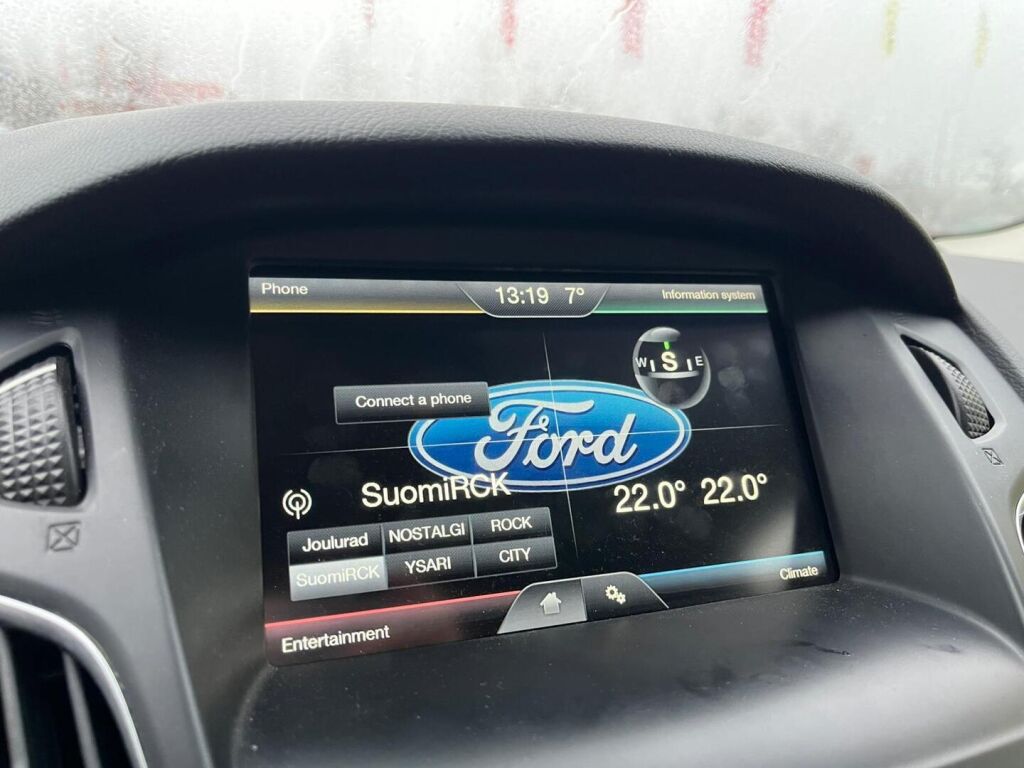 Phone
13:19 7°
Information system
W S E
Connect a phone
Ford
SuomiRCK
22.0° 22.0°
Joulurad NOSTALGI ROCK
SuomiRCK YSARI CITY
Climate
Entertainment